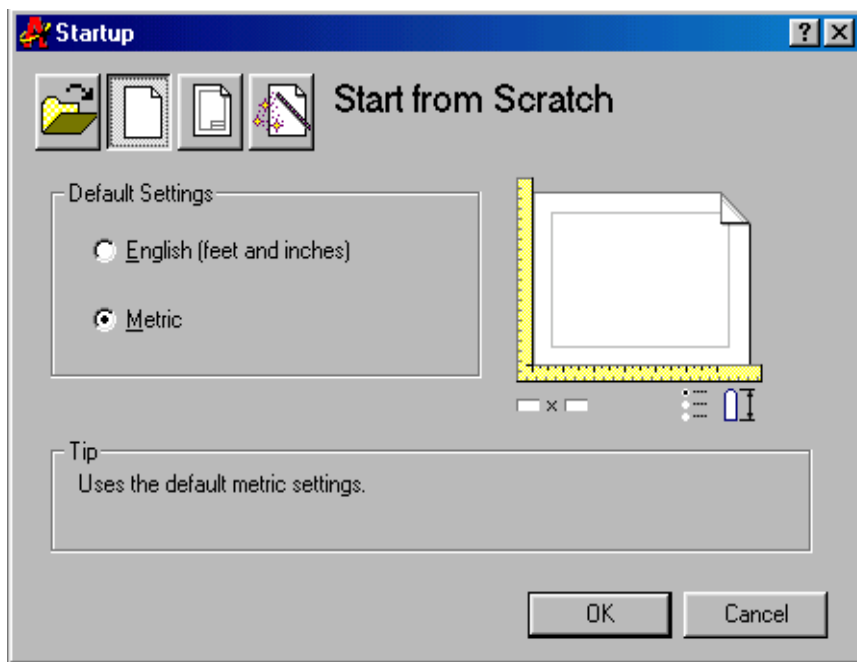 Startup
Start from Scratch
Default Settings
English (feet and inches)
Metric
Tip
Uses the default metric settings.
OK
Cancel